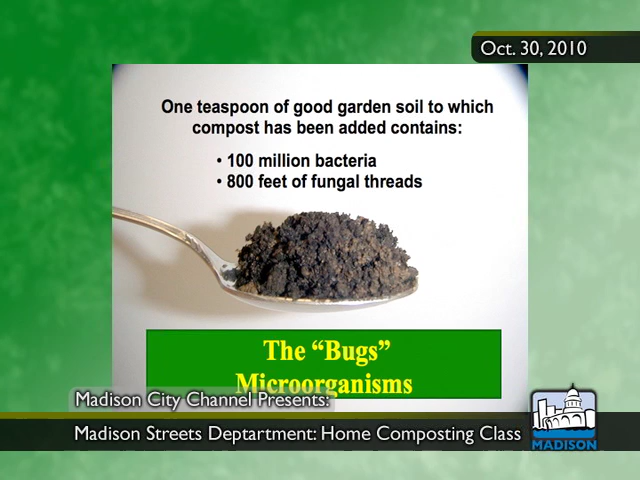 Oct. 30, 2010
One teaspoon of good garden soil to which
compost has been added contains:
• 100 million bacteria
• 800 feet of fungal threads
The “Bugs”
Microorganisms
Madison City Channel Presents:
Madison Streets Deptartment: Home Composting Class
MADISON